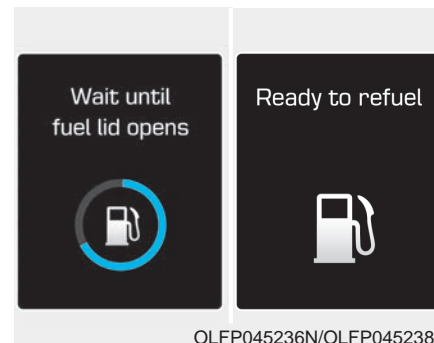 Wait until
fuel lid opens
Ready to refuel
OLFP045236N/OLFP045238